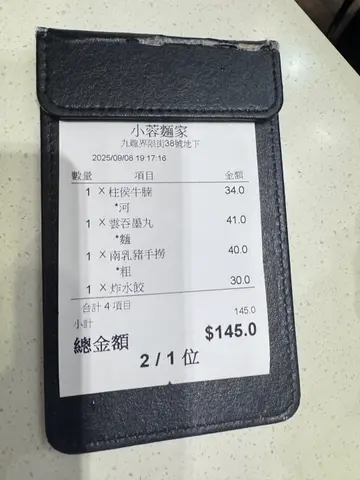 小蓉麵家
九龍界限街38號地下
2025/09/08 19:17:16
數量 項目 金額
1 X 柱侯牛腩 34.0
*河
1 X 雲吞墨丸 41.0
*麵
1 X 南乳豬手撈 40.0
*粗
1 X 炸水餃 30.0
合計 4 項目
小計 145.0
總金額 $145.0
2 / 1 位